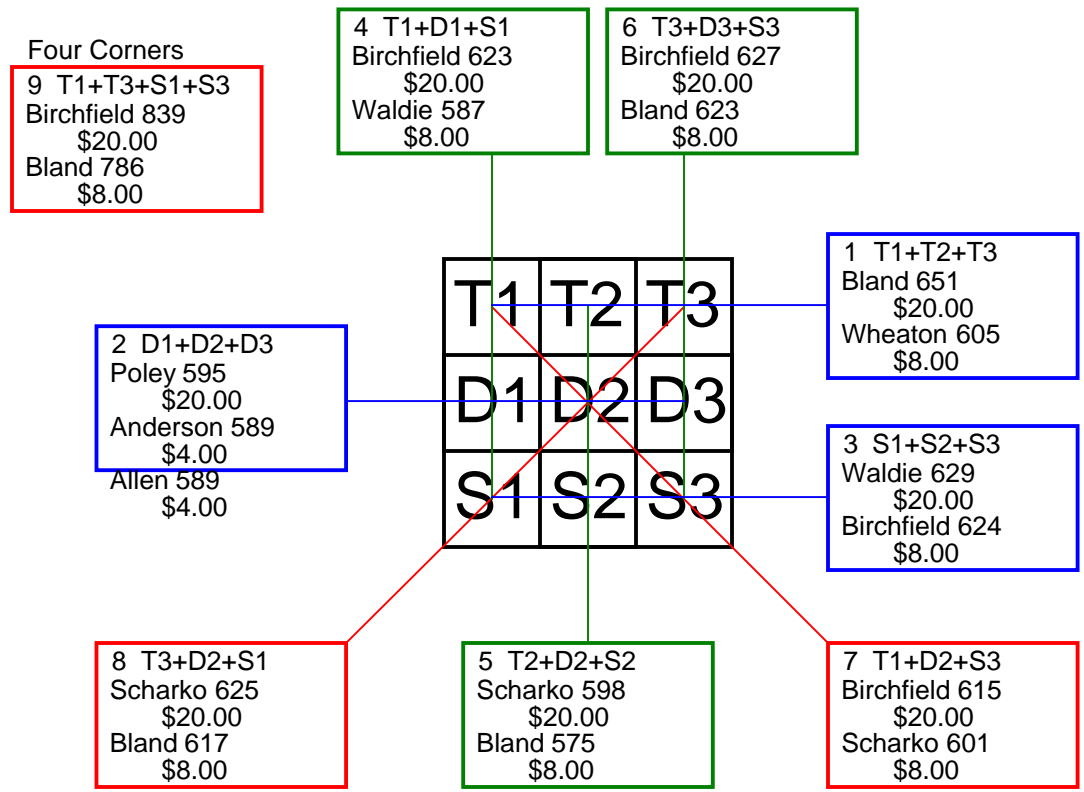 Four Corners
9 T1+T3+S1+S3
Birchfield 839
$20.00
Bland 786
$8.00
4 T1+D1+S1
Birchfield 623
$20.00
Waldie 587
$8.00
6 T3+D3+S3
Birchfield 627
$20.00
Bland 623
$8.00
1 T1+T2+T3
Bland 651
$20.00
Wheaton 605
$8.00
T1 T2 T3
D1 D2 D3
S1 S2 S3
2 D1+D2+D3
Poley 595
$20.00
Anderson 589
$4.00
Allen 589
$4.00
3 S1+S2+S3
Waldie 629
$20.00
Birchfield 624
$8.00
8 T3+D2+S1
Scharko 625
$20.00
Bland 617
$8.00
5 T2+D2+S2
Scharko 598
$20.00
Bland 575
$8.00
7 T1+D2+S3
Birchfield 615
$20.00
Scharko 601
$8.00